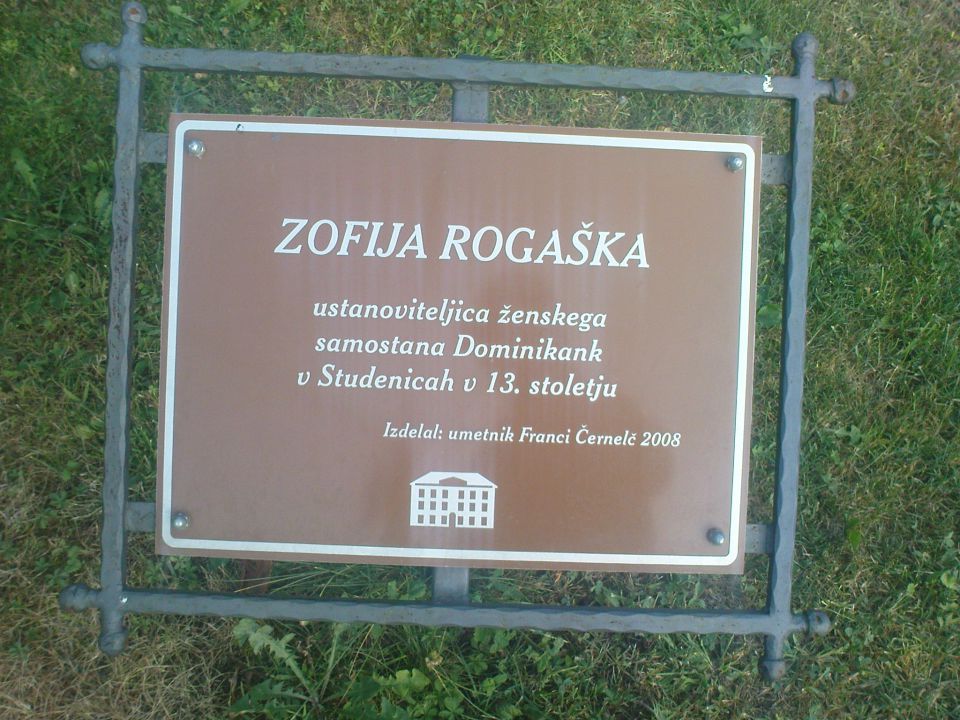 ZOFIJA ROGAŠKA
ustanoviteljica ženskega
samostana Dominikank
v Studenicah v 13. stoletju
Izdelal: umetnik Franci Černelč 2008